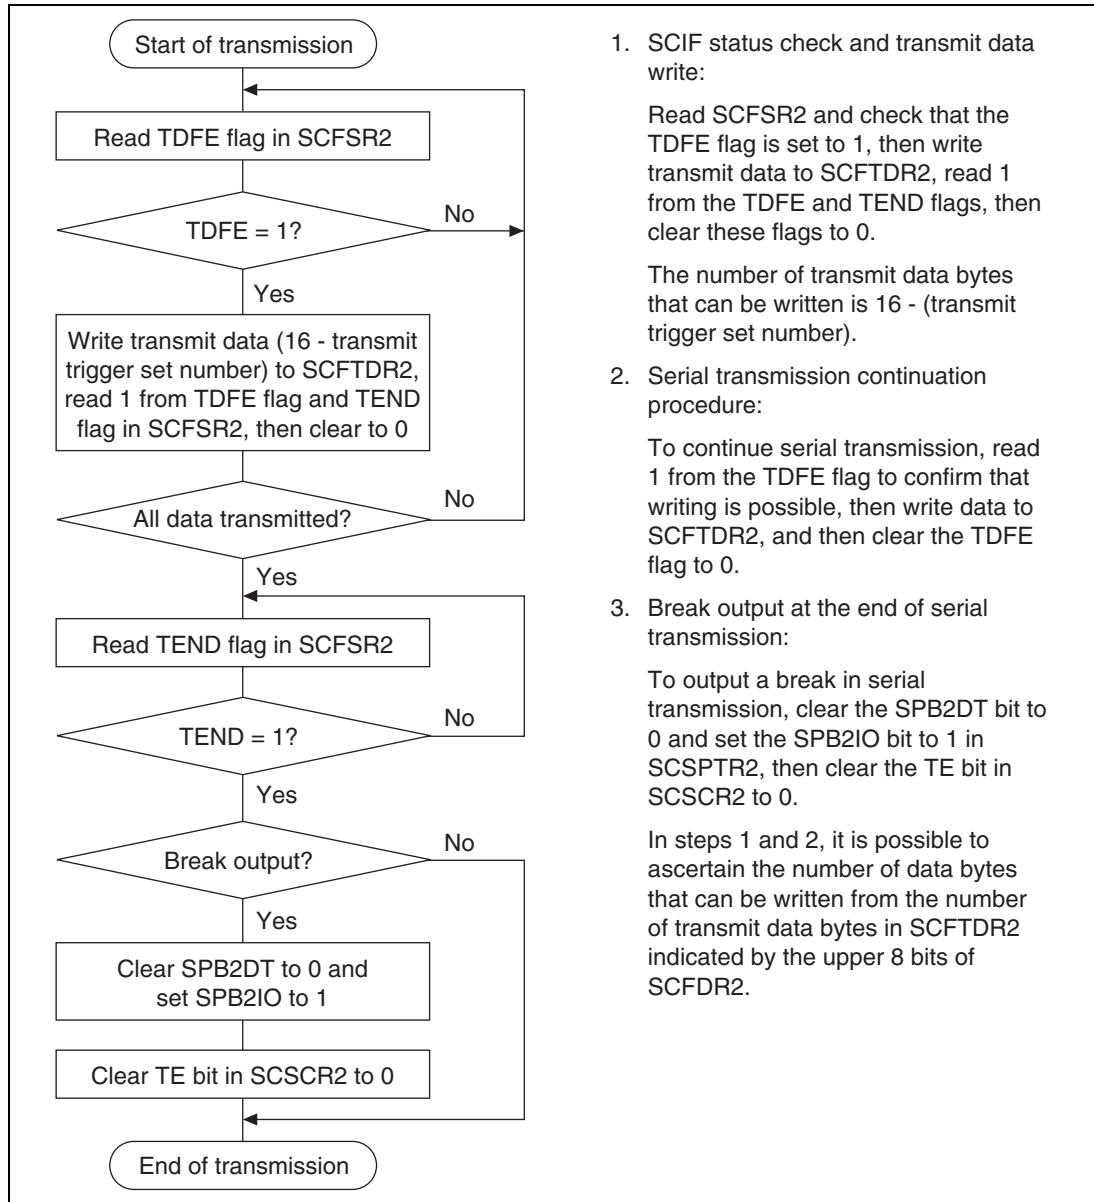 Start of transmission
Read TDFE flag in SCFSR2
TDFE = 1?
No
Yes
Write transmit data (16 - transmit
trigger set number) to SCFTDR2,
read 1 from TDFE flag and TEND
flag in SCFSR2, then clear to 0
All data transmitted?
No
Yes
Read TEND flag in SCFSR2
TEND = 1?
No
Yes
Break output?
No
Yes
Clear SPB2DT to 0 and
set SPB2IO to 1
Clear TE bit in SCSCR2 to 0
End of transmission
1. SCIF status check and transmit data
write:
Read SCFSR2 and check that the
TDFE flag is set to 1, then write
transmit data to SCFTDR2, read 1
from the TDFE and TEND flags, then
clear these flags to 0.
The number of transmit data bytes
that can be written is 16 - (transmit
trigger set number).
2. Serial transmission continuation
procedure:
To continue serial transmission, read
1 from the TDFE flag to confirm that
writing is possible, then write data to
SCFTDR2, and then clear the TDFE
flag to 0.
3. Break output at the end of serial
transmission:
To output a break in serial
transmission, clear the SPB2DT bit to
0 and set the SPB2IO bit to 1 in
SCSPTR2, then clear the TE bit in
SCSCR2 to 0.
In steps 1 and 2, it is possible to
ascertain the number of data bytes
that can be written from the number
of transmit data bytes in SCFTDR2
indicated by the upper 8 bits of
SCFDR2.